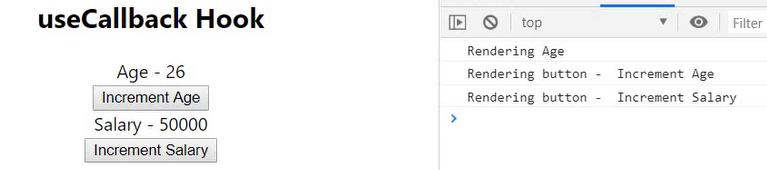 useCallback Hook
Age - 26
Increment Age
Salary - 50000
Increment Salary
top
Filter
Rendering Age
Rendering button -  Increment Age
Rendering button -  Increment Salary